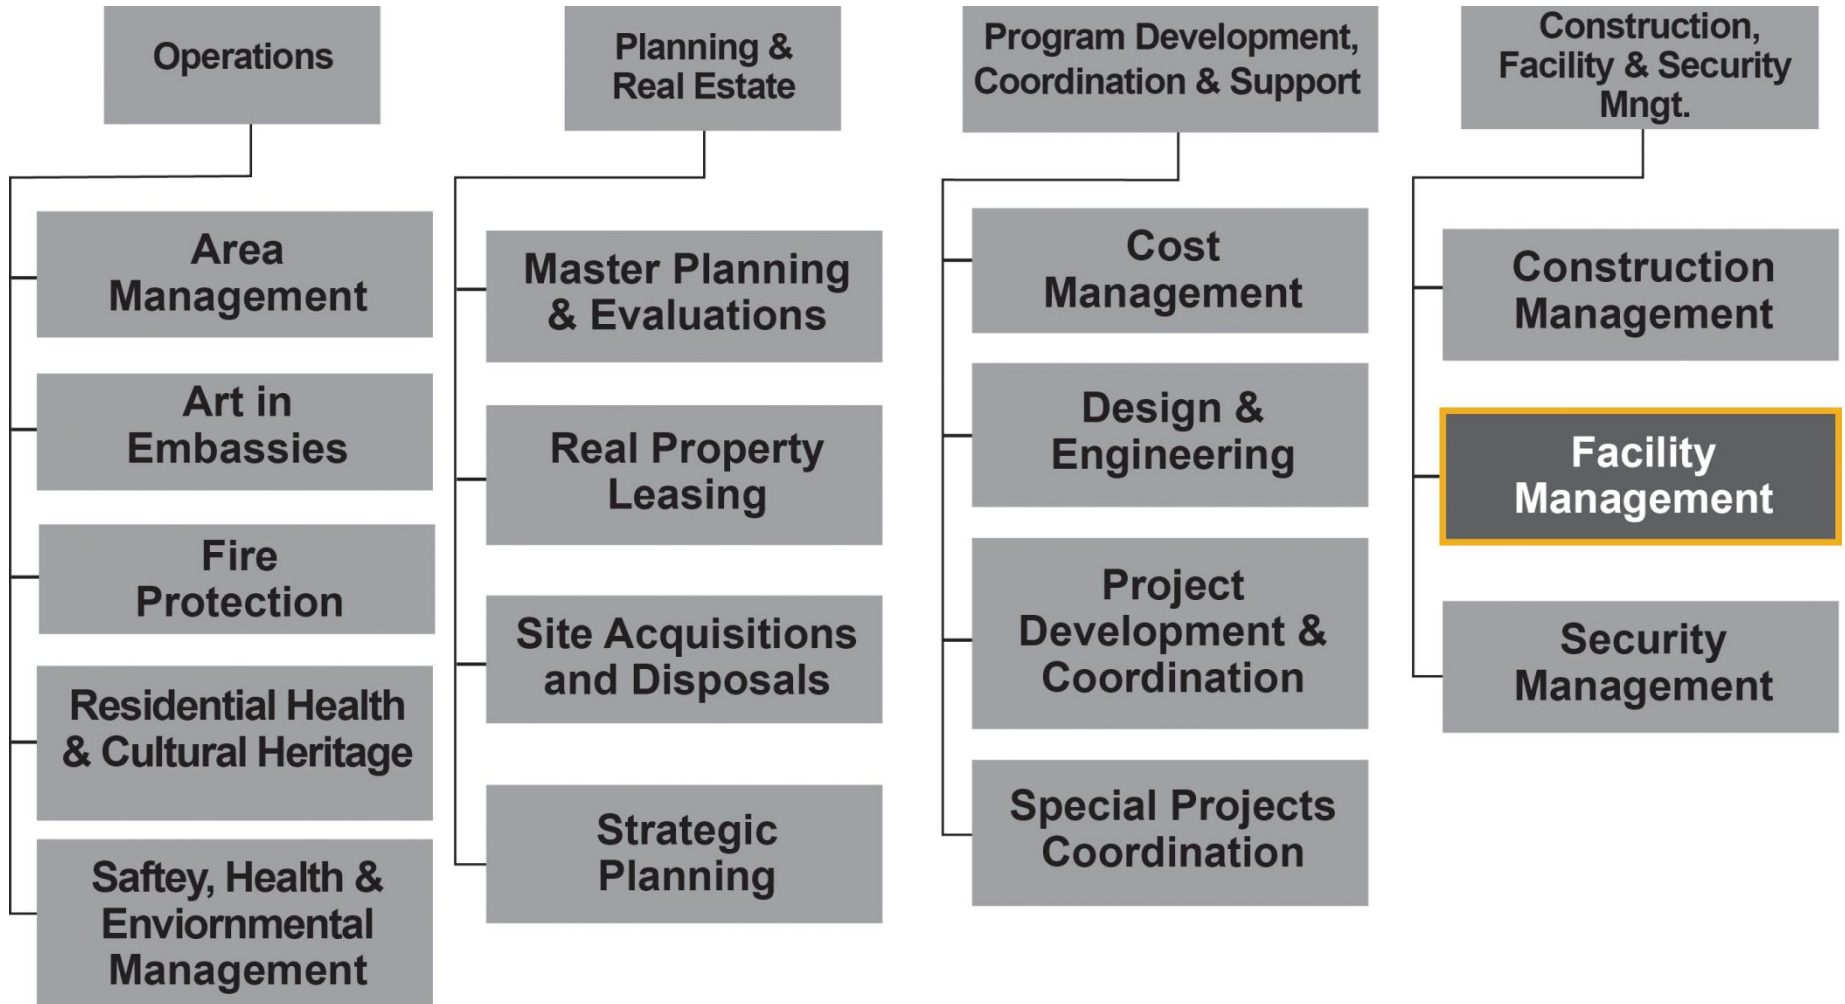 Operations
Area
Management
Art in
Embassies
Fire
Protection
Residential Health
& Cultural Heritage
Saftey, Health &
Enviornmental
Management
Planning &
Real Estate
Master Planning
& Evaluations
Real Property
Leasing
Site Acquisitions
and Disposals
Strategic
Planning
Program Development,
Coordination & Support
Cost
Management
Design &
Engineering
Project
Development &
Coordination
Special Projects
Coordination
Construction,
Facility & Security
Mngt.
Construction
Management
Facility
Management
Security
Management